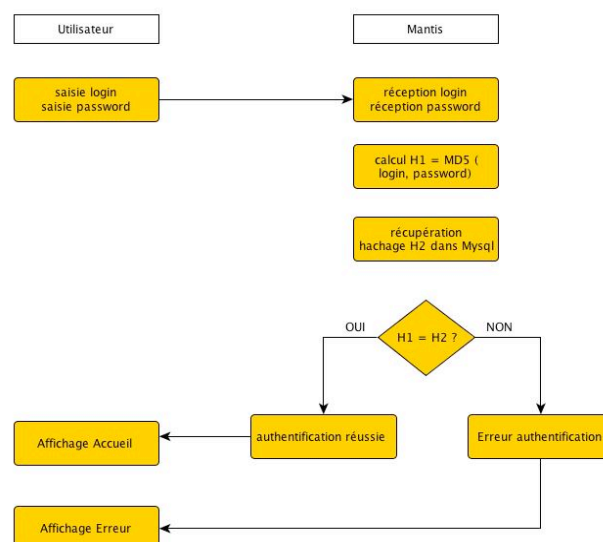 Utilisateur
Mantis
saisie login
saisie password
réception login
réception password
calcul H1 = MD5 (
login, password)
récupération
hachage H2 dans Mysql
OUI
H1 = H2 ?
NON
authentification réussie
Erreur authentification
Affichage Accueil
Affichage Erreur